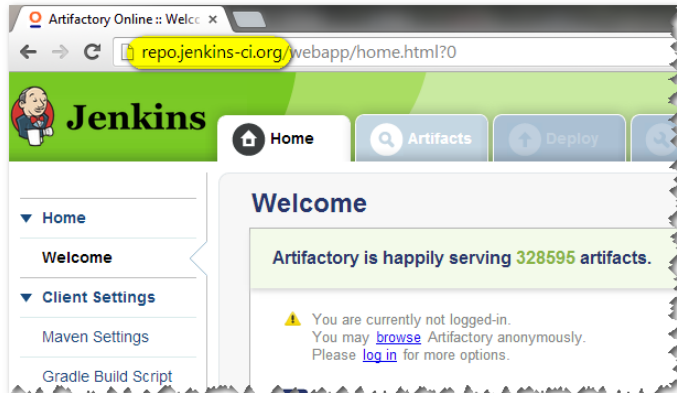 Artifactory Online :: Welcc
repo.jenkins-ci.org/webapp/home.html?0
Jenkins
Home
Artifacts
Deploy
Home
Welcome
Client Settings
Maven Settings
Gradle Build Script
Welcome
Artifactory is happily serving 328595 artifacts.
You are currently not logged-in.
You may browse Artifactory anonymously.
Please log in for more options.